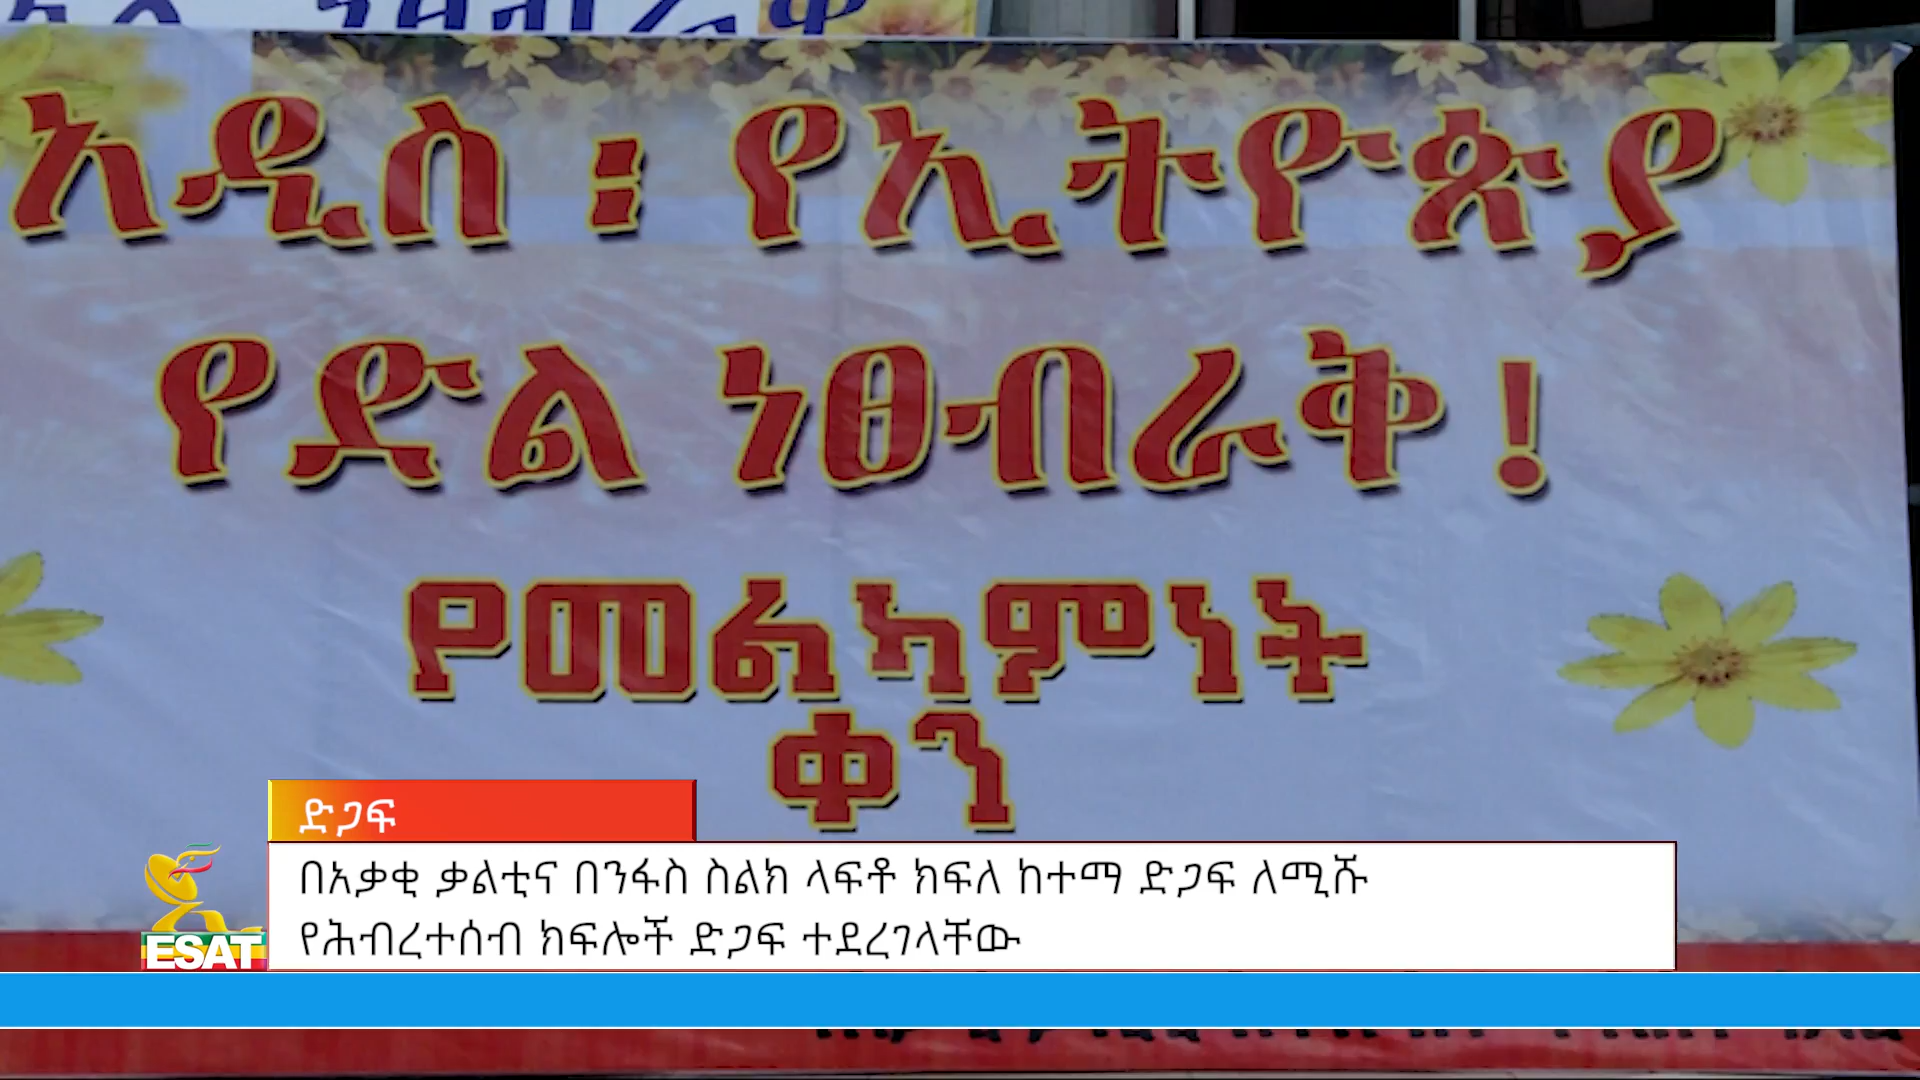 አዲስ ፡ የኢትዮጵያ
የድል ነፀብራቅ !
የመልካምነት
ቀን
ድጋፍ
በአቃቂ ቃልቲና በንፋስ ስልክ ላፍቶ ክፍለ ከተማ ድጋፍ ለሚሹ
የሕብረተሰብ ክፍሎች ድጋፍ ተደረገላቸው
ESAT